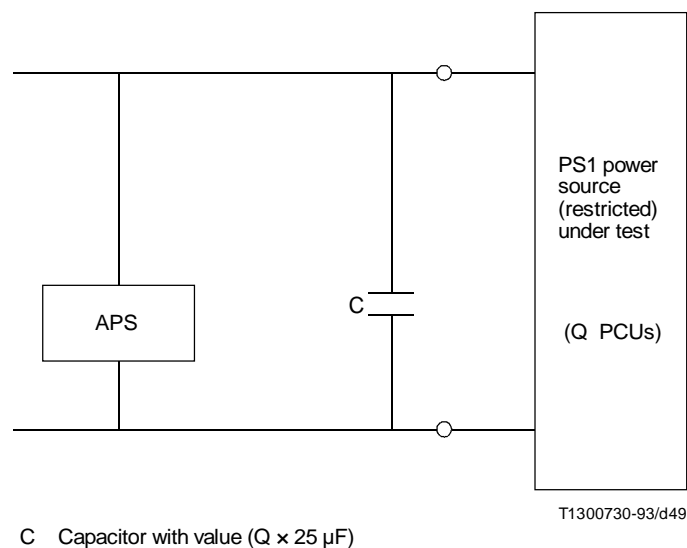 PS1 power
source
(restricted)
under test
APS
C
(Q PCUs)
T1300730-93/d49
C Capacitor with value (Q × 25 µF)